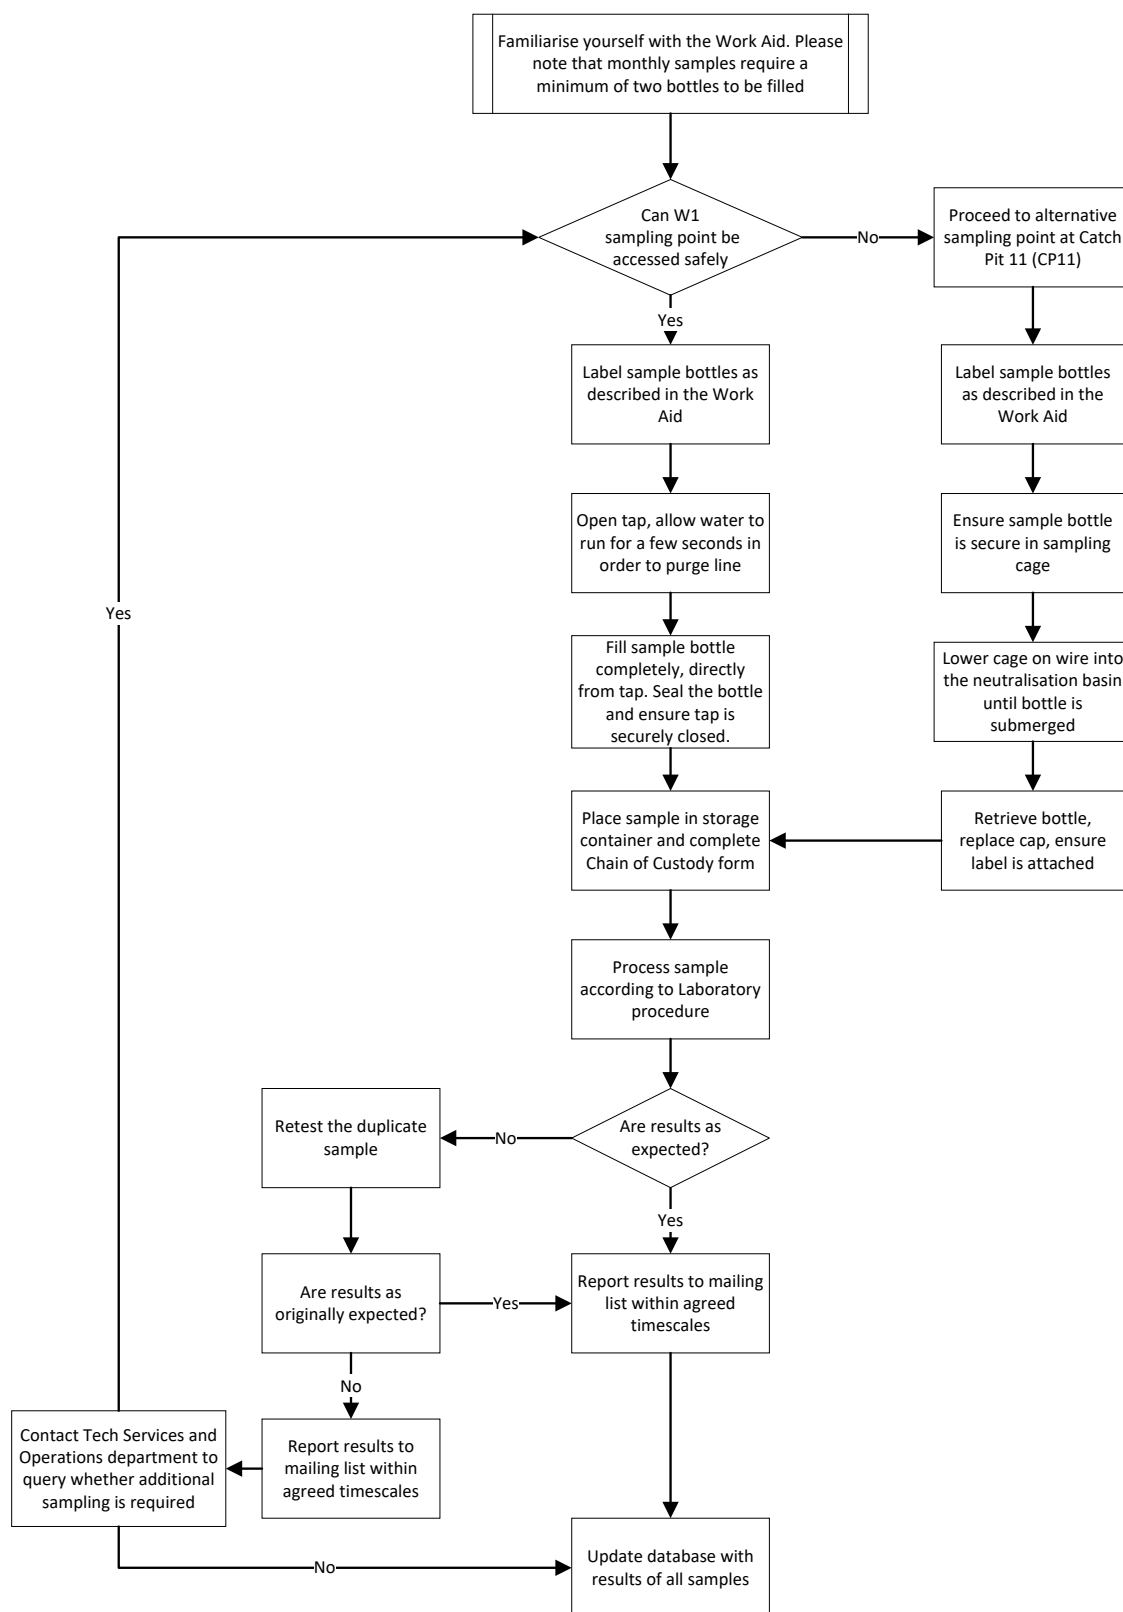 Familiarise yourself with the Work Aid. Please
note that monthly samples require a
minimum of two bottles to be filled
Can W1
sampling point be
accessed safely
No
Proceed to alternative
sampling point at Catch
Pit 11 (CP11)
Yes
Label sample bottles as
described in the Work
Aid
Label sample bottles
as described in the
Work Aid
Open tap, allow water to
run for a few seconds in
order to purge line
Ensure sample bottle
is secure in sampling
cage
Yes
Fill sample bottle
completely, directly
from tap. Seal the bottle
and ensure tap is
securely closed.
Lower cage on wire into
the neutralisation basin
until bottle is
submerged
Place sample in storage
container and complete
Chain of Custody form
Retrieve bottle,
replace cap, ensure
label is attached
Process sample
according to Laboratory
procedure
Retest the duplicate
sample
No
Are results as
expected?
Yes
Are results as
originally expected?
Yes
Report results to mailing
list within agreed
timescales
No
Contact Tech Services and
Operations department to
query whether additional
sampling is required
Report results to
mailing list within
agreed timescales
No
Update database with
results of all samples